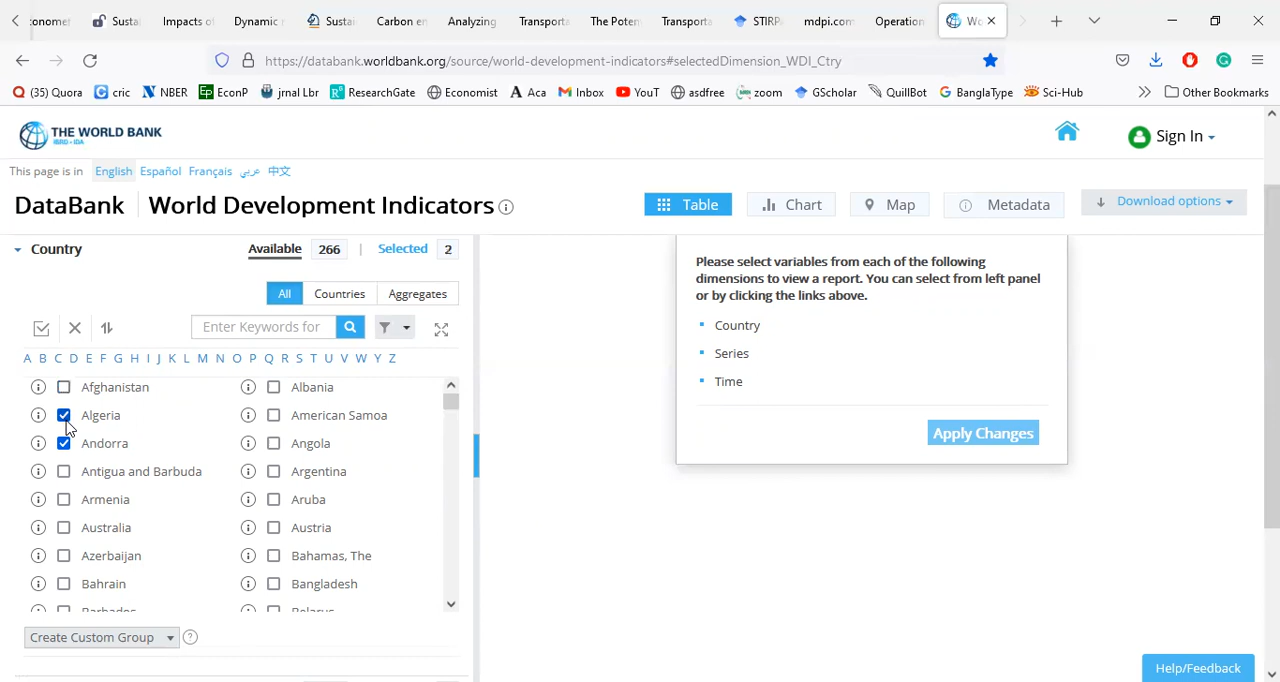 onomer
Susta
Impacts of
Dynamic
Sustai
Carbon e
Analyzing
Transporta
The Poten
Transporta
STIRP
mdpi.com
Operation
Wo
https://databank.worldbank.org/source/world-development-indicators#selectedDimension_WDI_Ctry
(35) Quora
cric
NBER
EconP
jrnal Lbr
ResearchGate
Economist
Aca
Inbox
YouT
asdfree
zoom
GScholar
QuillBot
BanglaType
Sci-Hub
Other Bookmarks
THE WORLD BANK
IBRD • IDA
Sign In
This page is in English Español Français عربي 中文
DataBank World Development Indicators
Table
Chart
Map
Metadata
Download options
Country
Available 266 | Selected 2
All Countries Aggregates
Enter Keywords for
A B C D E F G H I J K L M N O P Q R S T U V W Y Z
Afghanistan Albania
Algeria American Samoa
Andorra Angola
Antigua and Barbuda Argentina
Armenia Aruba
Australia Austria
Azerbaijan Bahamas, The
Bahrain Bangladesh
Barbados Belarus
Create Custom Group
Please select variables from each of the following
dimensions to view a report. You can select from left panel
or by clicking the links above.
Country
Series
Time
Apply Changes
Help/Feedback